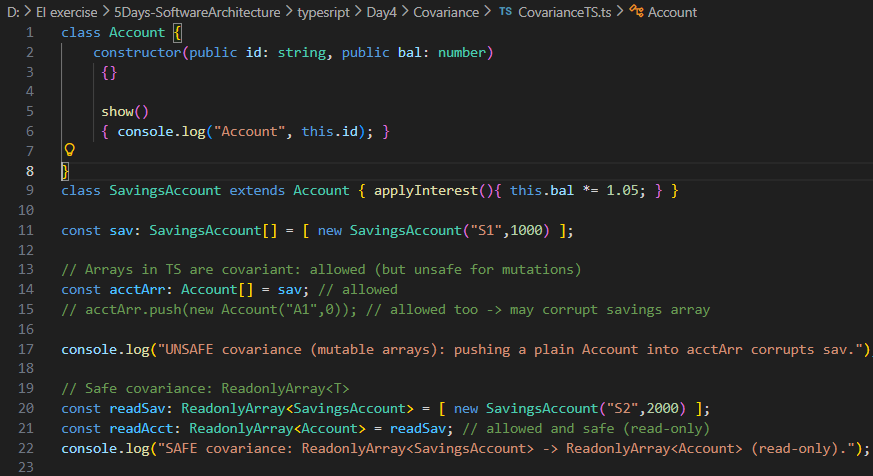 D: > EI exercise > 5Days-SoftwareArchitecture > typesript > Day4 > Covariance > TS CovarianceTS.ts > Account
1 class Account {
2 constructor(public id: string, public bal: number)
3 {}
4
5 show()
6 { console.log("Account", this.id); }
7
8 }
9 class SavingsAccount extends Account { applyInterest(){ this.bal *= 1.05; } }
10
11 const sav: SavingsAccount[] = [ new SavingsAccount("S1",1000) ];
12
13 // Arrays in TS are covariant: allowed (but unsafe for mutations)
14 const acctArr: Account[] = sav; // allowed
15 // acctArr.push(new Account("A1",0)); // allowed too -> may corrupt savings array
16
17 console.log("UNSAFE covariance (mutable arrays): pushing a plain Account into acctArr corrupts sav.")
18
19 // Safe covariance: ReadonlyArray<T>
20 const readSav: ReadonlyArray<SavingsAccount> = [ new SavingsAccount("S2",2000) ];
21 const readAcct: ReadonlyArray<Account> = readSav; // allowed and safe (read-only)
22 console.log("SAFE covariance: ReadonlyArray<SavingsAccount> -> ReadonlyArray<Account> (read-only).");
23